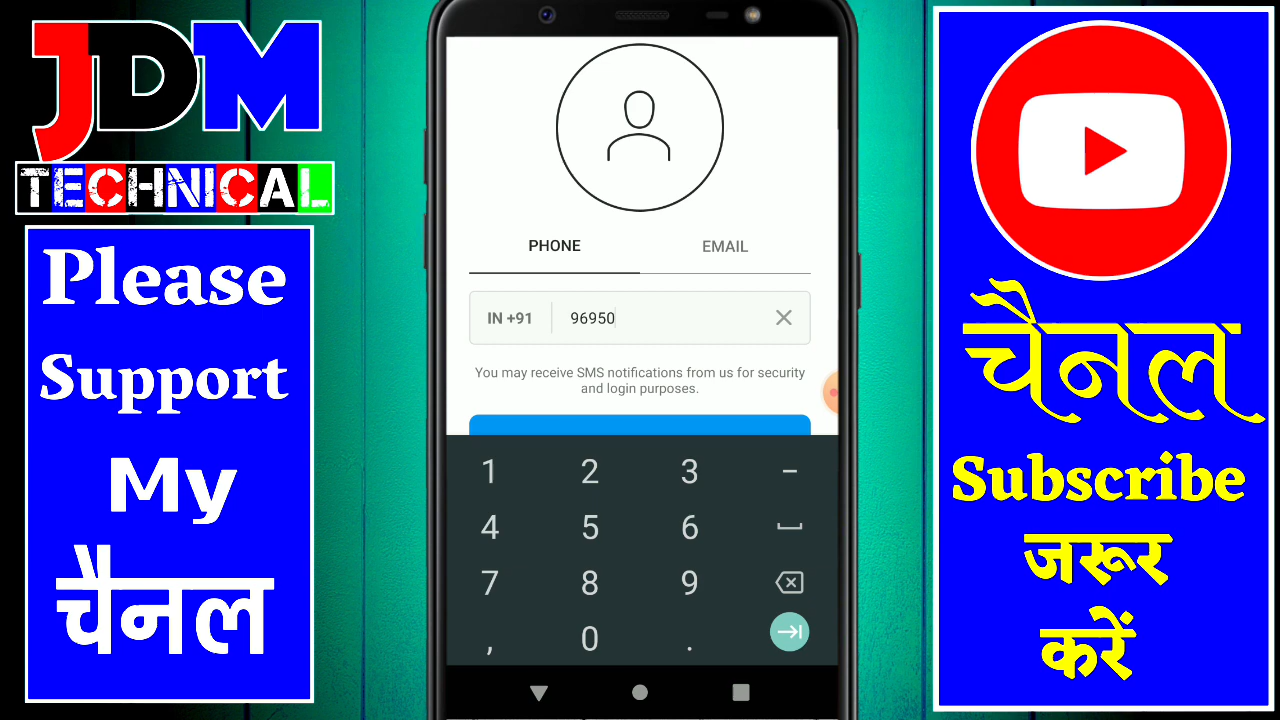 JDM
TECHNICAL
Please
Support
My
चैनल
PHONE
EMAIL
IN +91
96950
You may receive SMS notifications from us for security
and login purposes.
1 2 3 –
4 5 6
7 8 9
, 0 .
चैनल
Subscribe
जरूर
करें